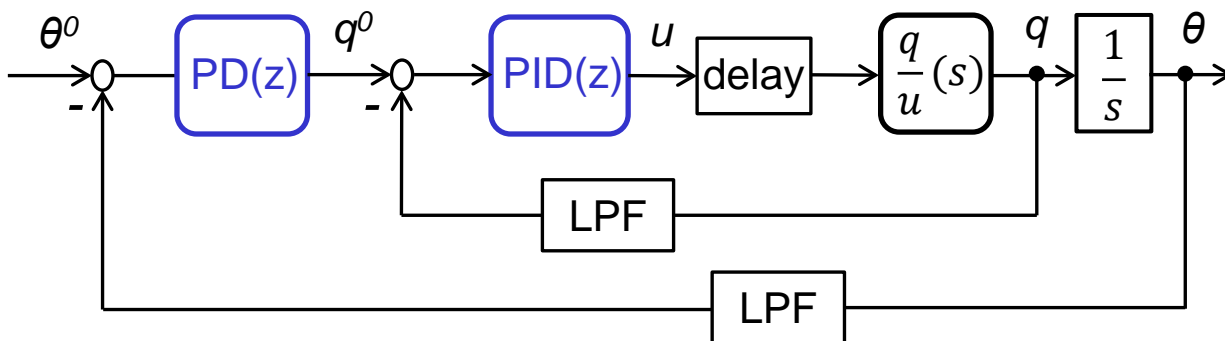 θ⁰
-
PD(z)
q⁰
-
PID(z)
u
delay
q
u
(s)
q
1
s
θ
LPF
LPF